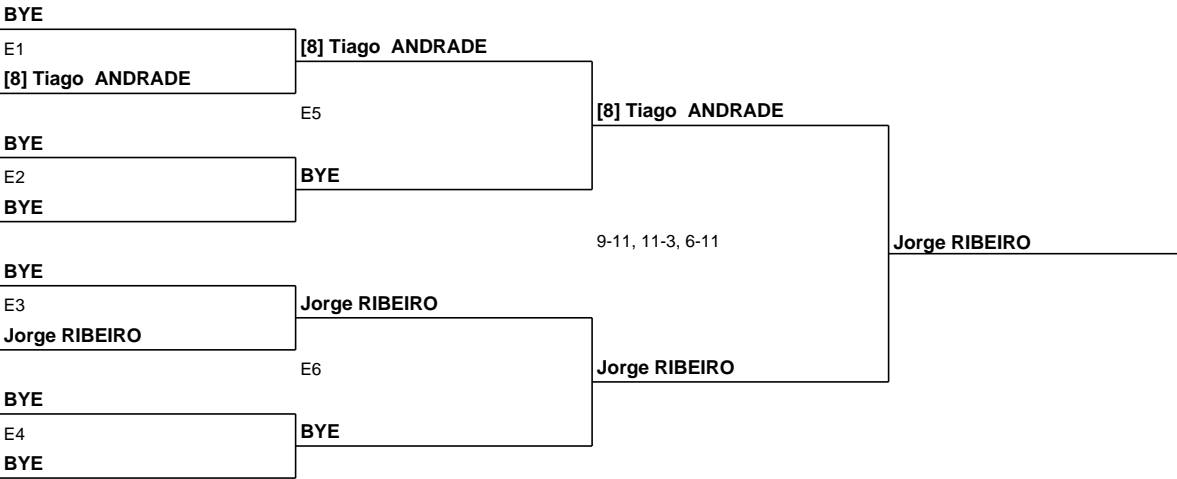 BYE
E1
[8] Tiago ANDRADE
[8] Tiago ANDRADE
E5
[8] Tiago ANDRADE
BYE
E2
BYE
BYE
9-11, 11-3, 6-11
Jorge RIBEIRO
BYE
E3
Jorge RIBEIRO
Jorge RIBEIRO
E6
Jorge RIBEIRO
BYE
E4
BYE
BYE